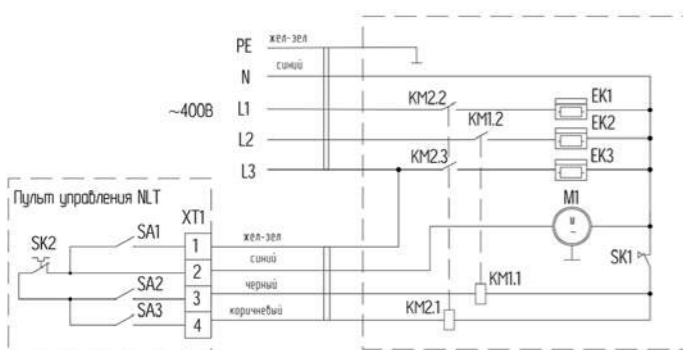 PE жел-зел
N синий
~400В L1 KM2.2 EK1
L2 KM1.2 EK2
L3 KM2.3 EK3
Пульт управления NLT
M1
M
~
SK2 SA1 XT1
1 жел-зел
2 синий
SA2 3 черный
SA3 4 коричневый
SK1
KM1.1
KM2.1